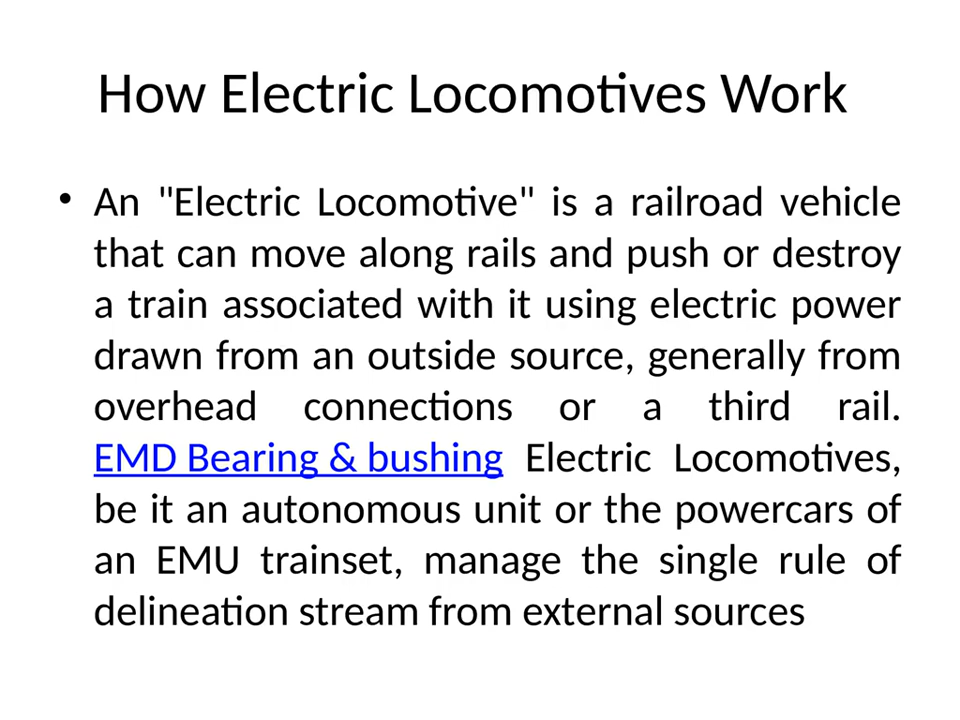 How Electric Locomotives Work
• An "Electric Locomotive" is a railroad vehicle
that can move along rails and push or destroy
a train associated with it using electric power
drawn from an outside source, generally from
overhead connections or a third rail.
EMD Bearing & bushing Electric Locomotives,
be it an autonomous unit or the powercars of
an EMU trainset, manage the single rule of
delineation stream from external sources